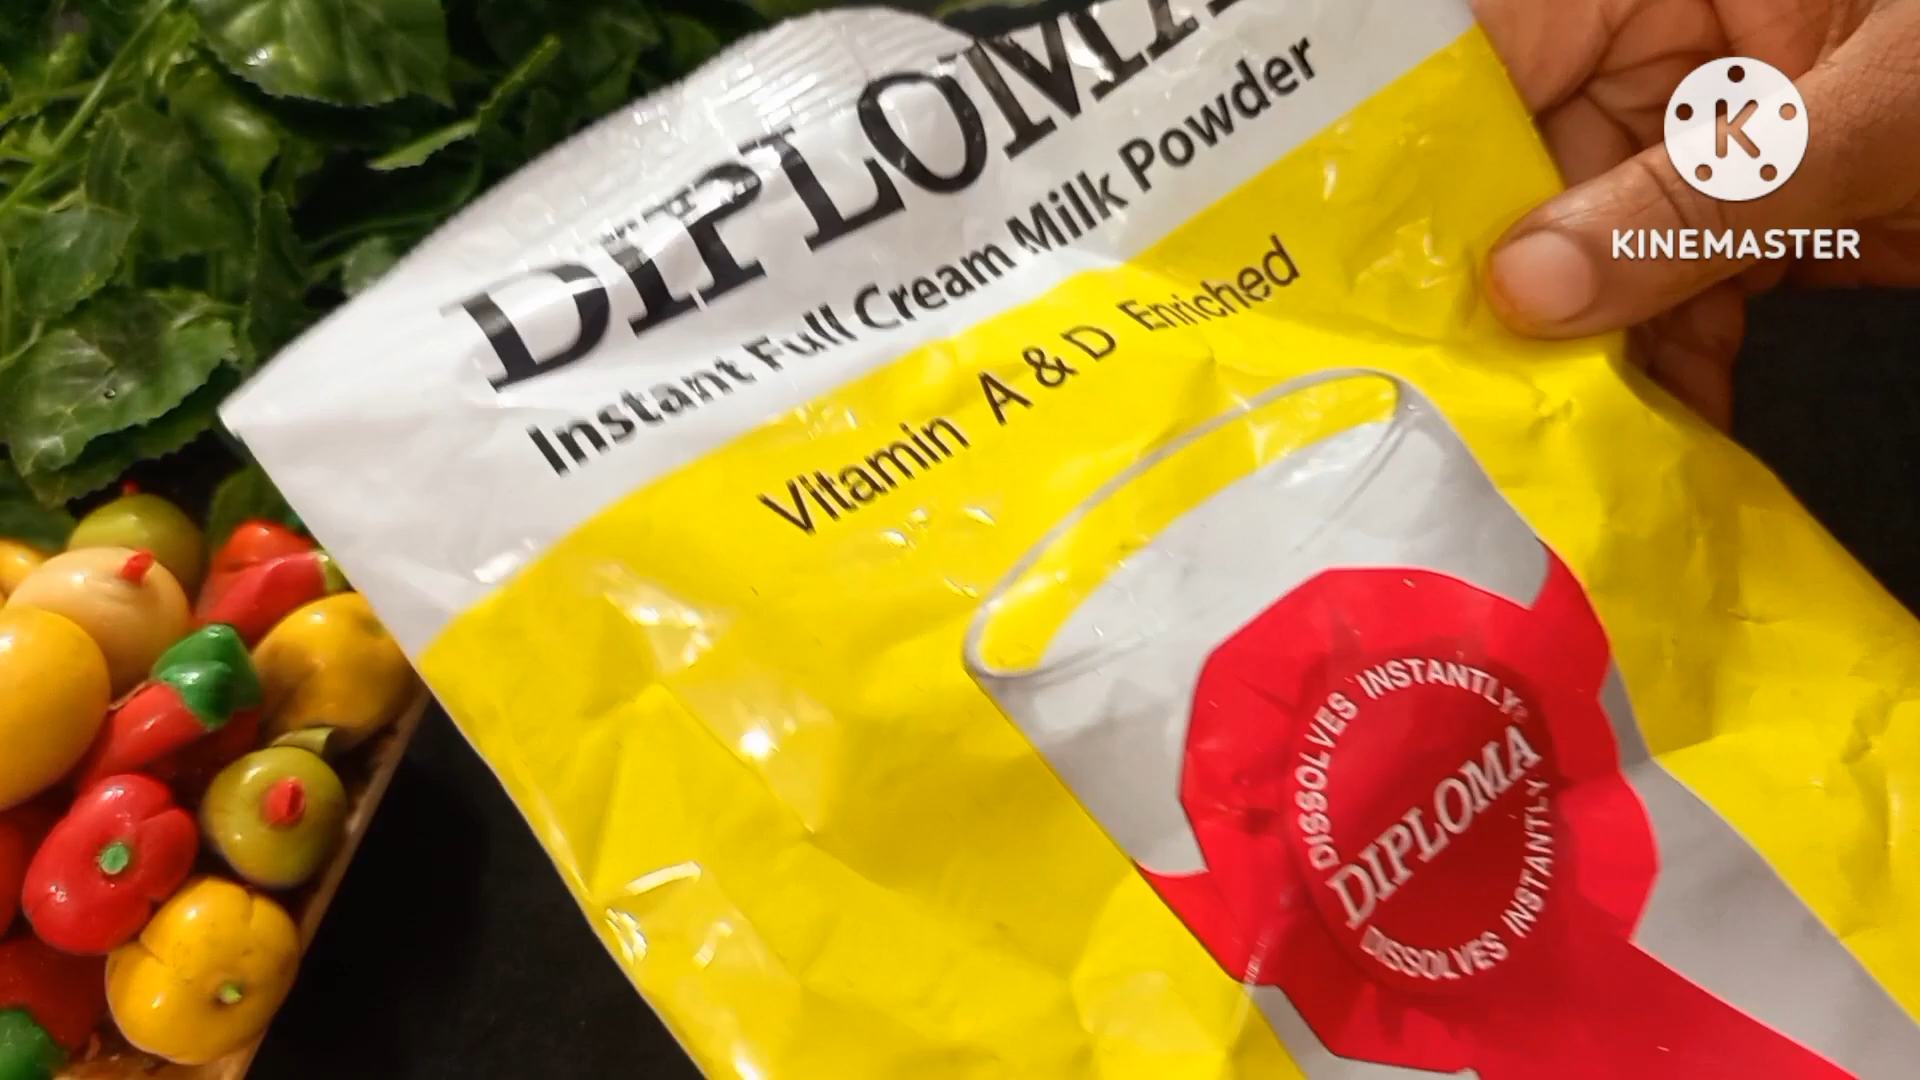 DIPLOMA
Instant Full Cream Milk Powder
Vitamin A & D Enriched
DISSOLVES INSTANTLY
DIPLOMA
DISSOLVES INSTANTLY
K
KINEMASTER